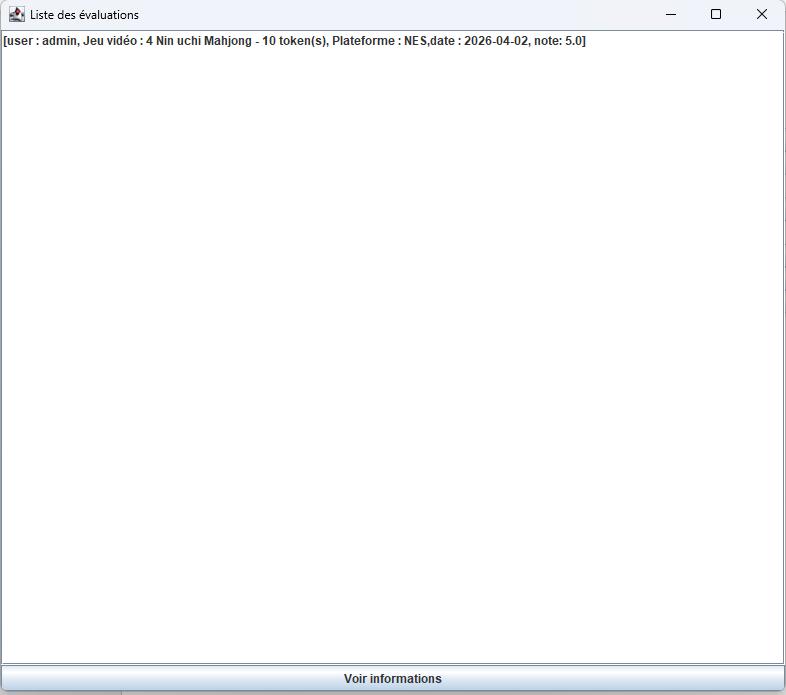 Liste des évaluations
[user : admin, Jeu vidéo : 4 Nin uchi Mahjong - 10 token(s), Plateforme : NES,date : 2026-04-02, note: 5.0]
Voir informations